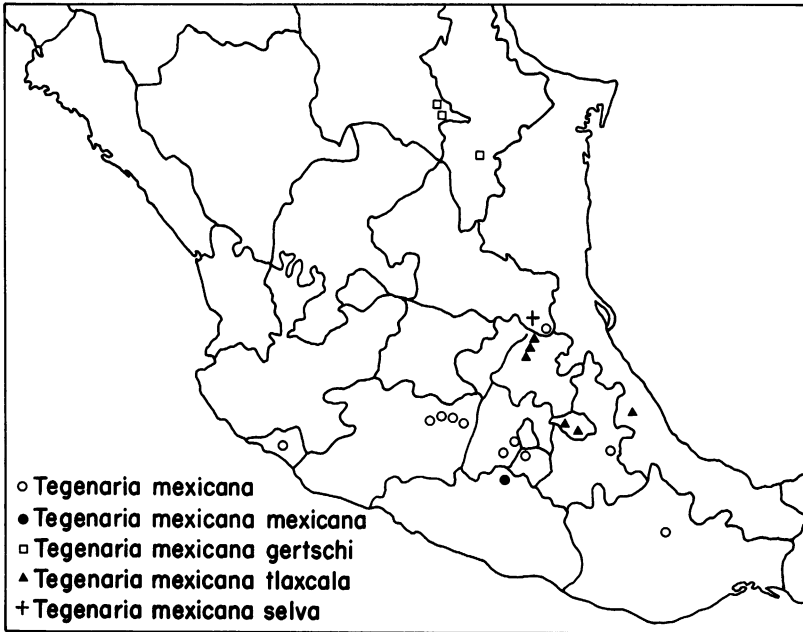 Tegenaria mexicana
Tegenaria mexicana mexicana
Tegenaria mexicana gertschi
Tegenaria mexicana tlaxcala
Tegenaria mexicana selva